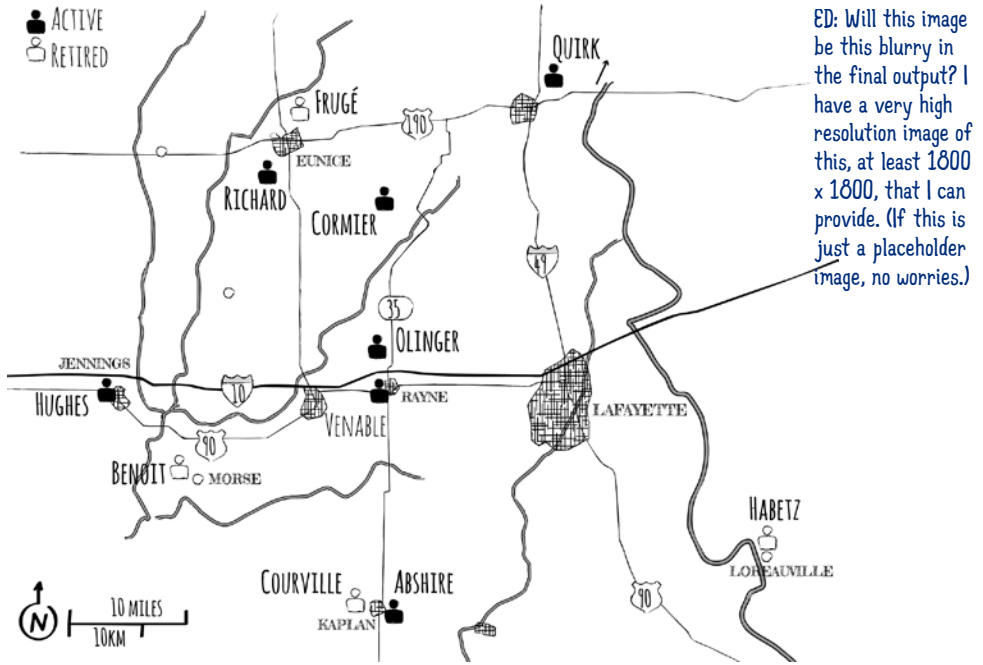 ACTIVE
RETIRED
QUIRK
FRUGÉ
190
EUNICE
RICHARD
CORMIER
49
35
OLINGER
JENNINGS
10
HUGHES
RAYNE
VENABLE
LAFAYETTE
90
BENOIT
MORSE
HABETZ
LOREAUVILLE
COURVILLE
ABSHIRE
KAPLAN
90
N
10 MILES
10KM
ED: Will this image
be this blurry in
the final output? I
have a very high
resolution image of
this, at least 1800
x 1800, that I can
provide. (If this is
just a placeholder
image, no worries.)